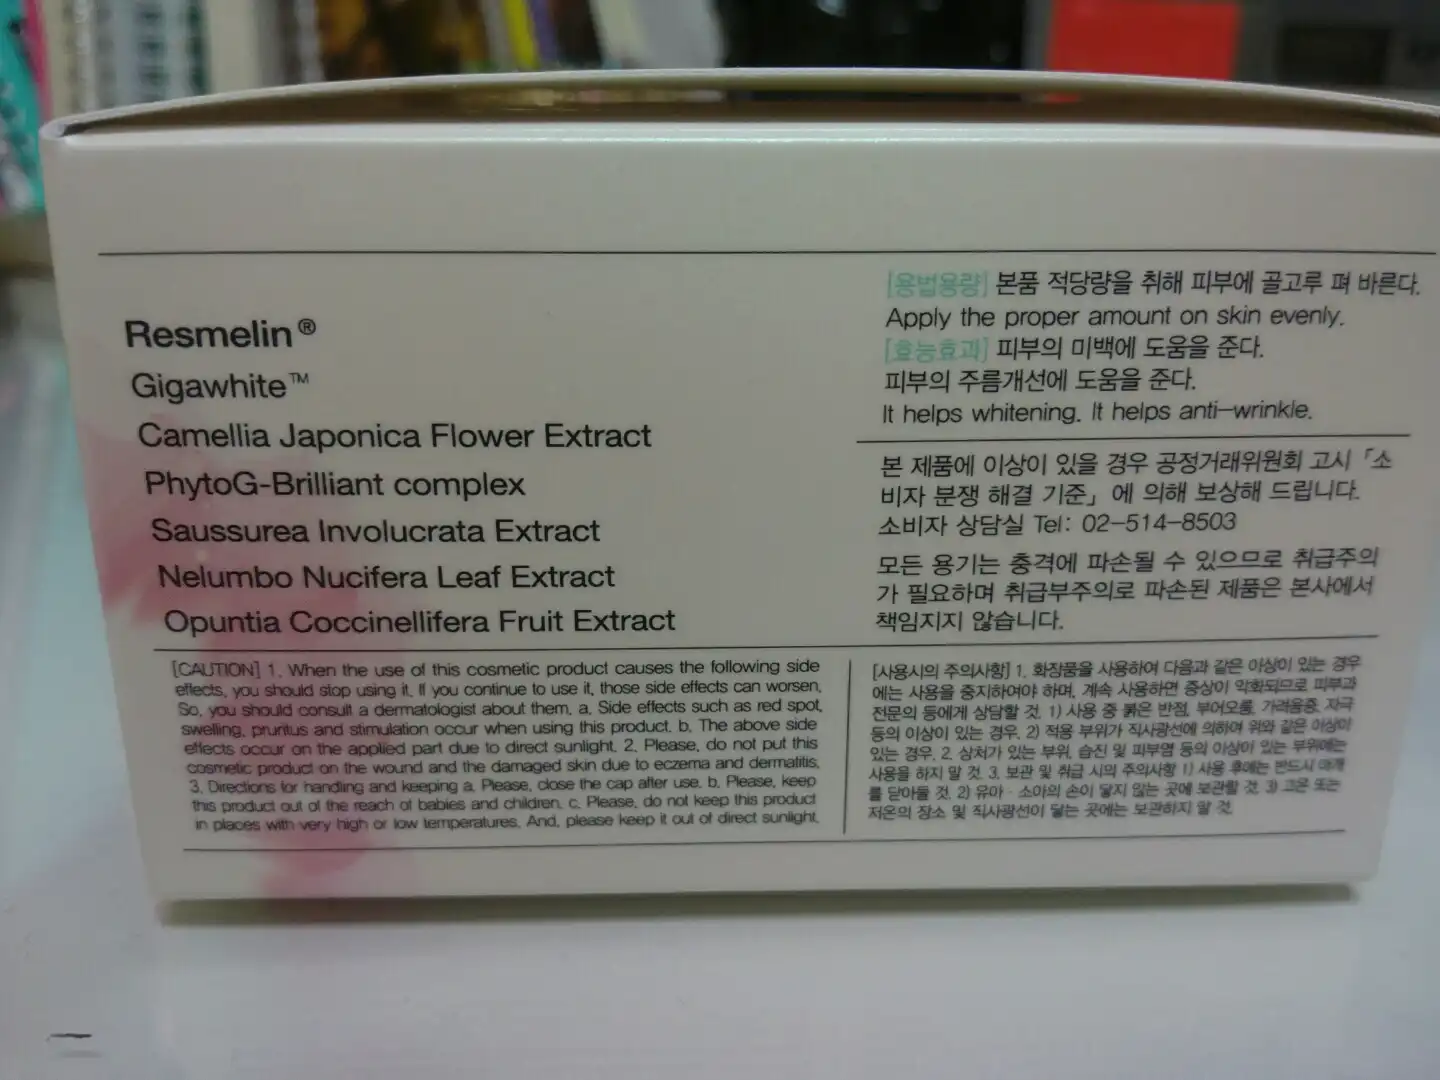 Resmelin®
Gigawhite™
Camellia Japonica Flower Extract
PhytoG-Brilliant complex
Saussurea Involucrata Extract
Nelumbo Nucifera Leaf Extract
Opuntia Coccinellifera Fruit Extract
[용법용량] 본품 적당량을 취해 피부에 골고루 펴 바른다.
Apply the proper amount on skin evenly.
[효능효과] 피부의 미백에 도움을 준다.
피부의 주름개선에 도움을 준다.
It helps whitening. It helps anti-wrinkle.
본 제품에 이상이 있을 경우 공정거래위원회 고시 「소
비자 분쟁 해결 기준」에 의해 보상해 드립니다.
소비자 상담실 Tel: 02-514-8503
모든 용기는 충격에 파손될 수 있으므로 취급주의
가 필요하며 취급부주의로 파손된 제품은 본사에서
책임지지 않습니다.
[CAUTION] 1. When the use of this cosmetic product causes the following side
effects, you should stop using it. If you continue to use it, those side effects can worsen.
So, you should consult a dermatologist about them. a. Side effects such as red spot,
swelling, pruritus and stimulation occur when using this product. b. The above side
effects occur on the applied part due to direct sunlight. 2. Please, do not put this
cosmetic product on the wound and the damaged skin due to eczema and dermatitis.
3. Directions for handling and keeping a. Please, close the cap after use. b. Please, keep
this product out of the reach of babies and children. c. Please, do not keep this product
in places with very high or low temperatures. And, please keep it out of direct sunlight.
[사용시의 주의사항] 1. 화장품을 사용하여 다음과 같은 이상이 있는 경우
에는 사용을 중지하여야 하며, 계속 사용하면 증상이 악화되므로 피부과
전문의 등에게 상담할 것. 1) 사용 중 붉은 반점, 부어오름, 가려움증, 자극
등의 이상이 있는 경우. 2) 적용 부위가 직사광선에 의하여 위와 같은 이상이
있는 경우. 2. 상처가 있는 부위, 습진 및 피부염 등의 이상이 있는 부위에는
사용을 하지 말 것. 3. 보관 및 취급 시의 주의사항 1) 사용 후에는 반드시 마개
를 닫아둘 것. 2) 유아·소아의 손이 닿지 않는 곳에 보관할 것. 3) 고온 또는
저온의 장소 및 직사광선이 닿는 곳에는 보관하지 말 것.